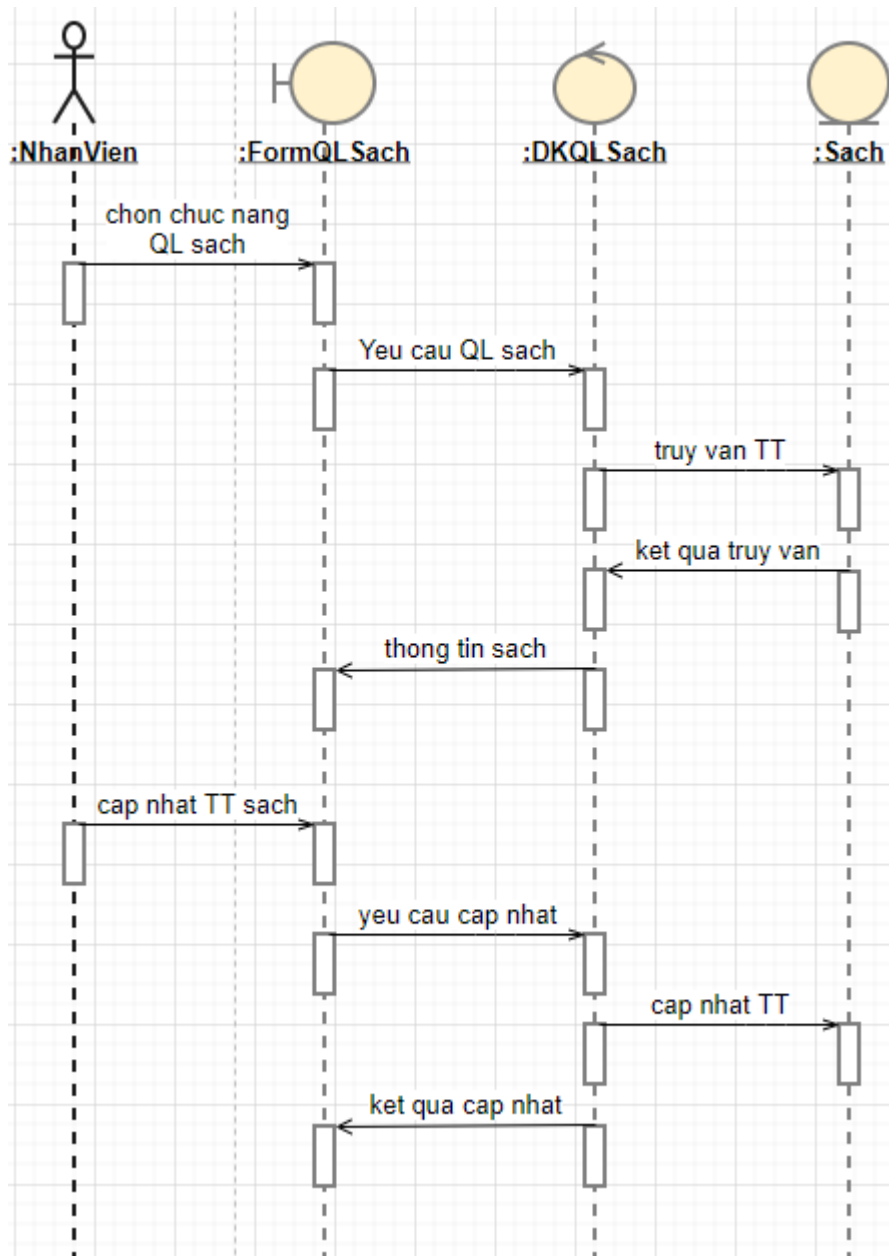 :NhanVien
:FormQLSach
:DKQLSach
:Sach
chon chuc nang
QL sach
Yeu cau QL sach
truy van TT
ket qua truy van
thong tin sach
cap nhat TT sach
yeu cau cap nhat
cap nhat TT
ket qua cap nhat